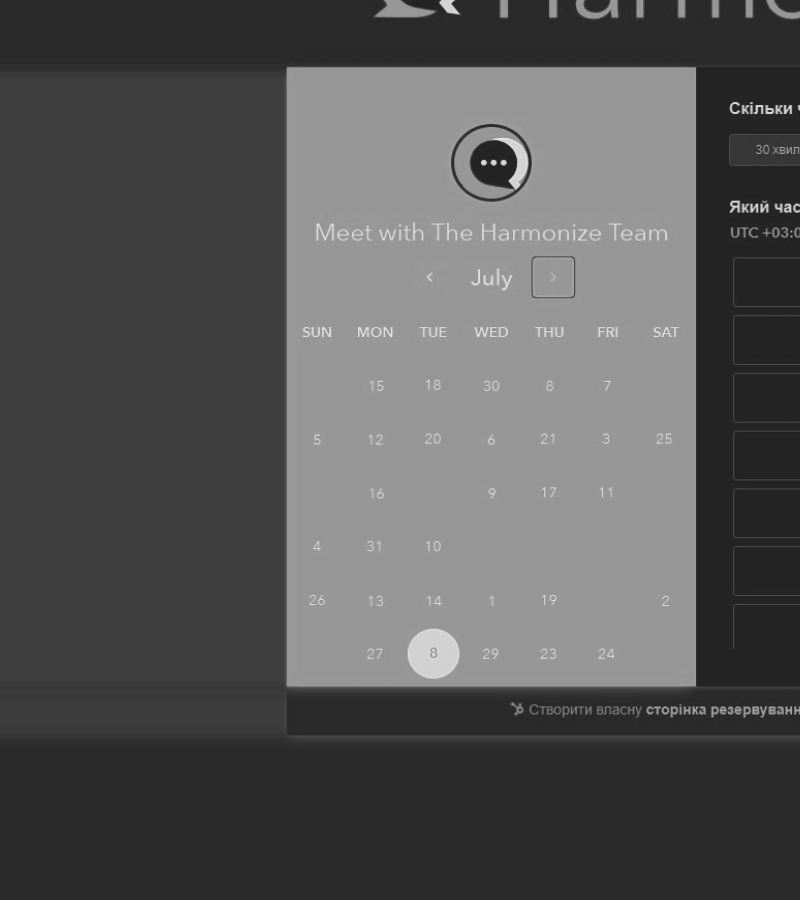 Harmo
Meet with The Harmonize Team
July
SUN MON TUE WED THU FRI SAT
15 18 30 8 7
5 12 20 6 21 3 25
16 9 17 11
4 31 10
26 13 14 1 19 2
27 8 29 23 24
Скільки ч
30 хвил
Який час
UTC +03:0
Створити власну сторінка резервуванн